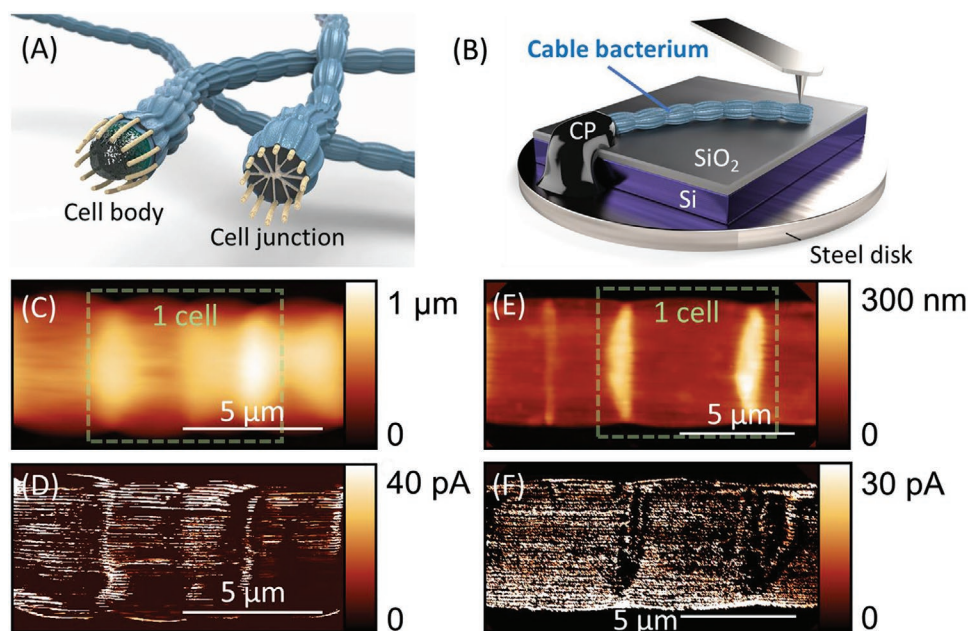 (A)
Cell body
Cell junction
(B)
Cable bacterium
CP
SiO₂
Si
Steel disk
(C)
1 cell
5 µm
1 µm
0
(E)
1 cell
5 µm
300 nm
0
(D)
5 µm
40 pA
0
(F)
5 µm
30 pA
0